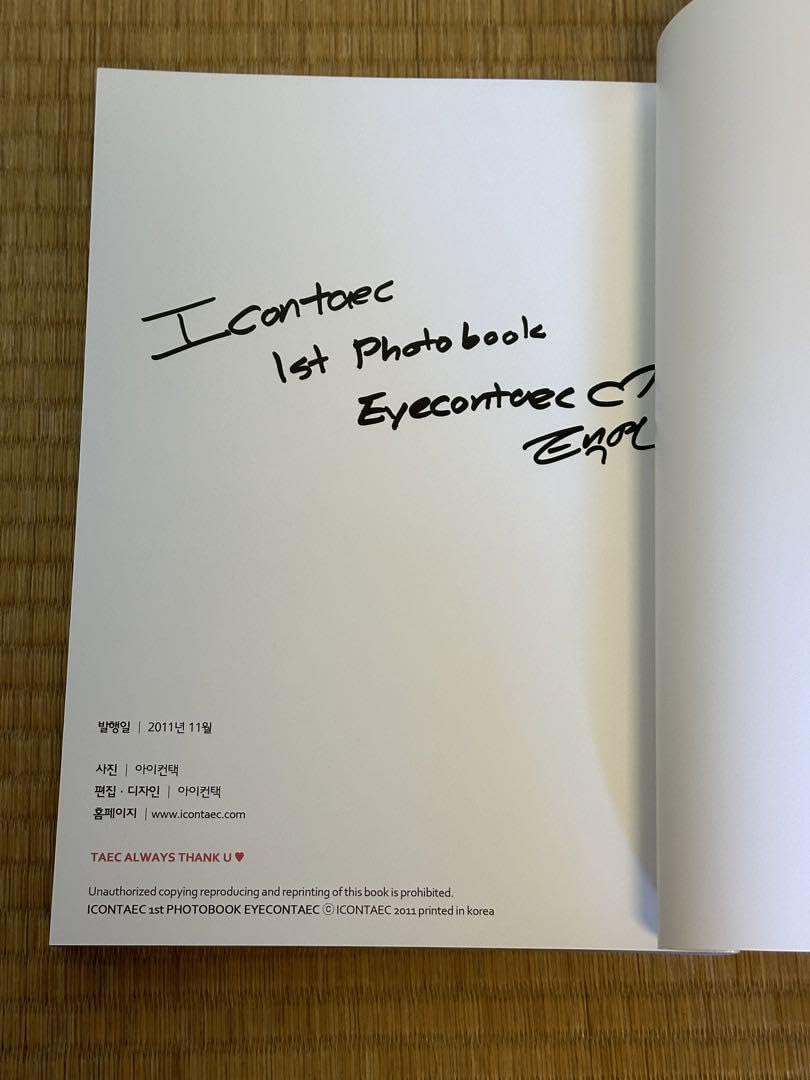 Icontaec
1st Photobook
Eyecontaec ♡
택연
발행일 | 2011년 11월
사진 | 아이컨택
편집 · 디자인 | 아이컨택
홈페이지 | www.icontaec.com
TAEC ALWAYS THANK U ♥
Unauthorized copying reproducing and reprinting of this book is prohibited.
ICONTAEC 1st PHOTOBOOK EYECONTAEC ⓒ ICONTAEC 2011 printed in korea